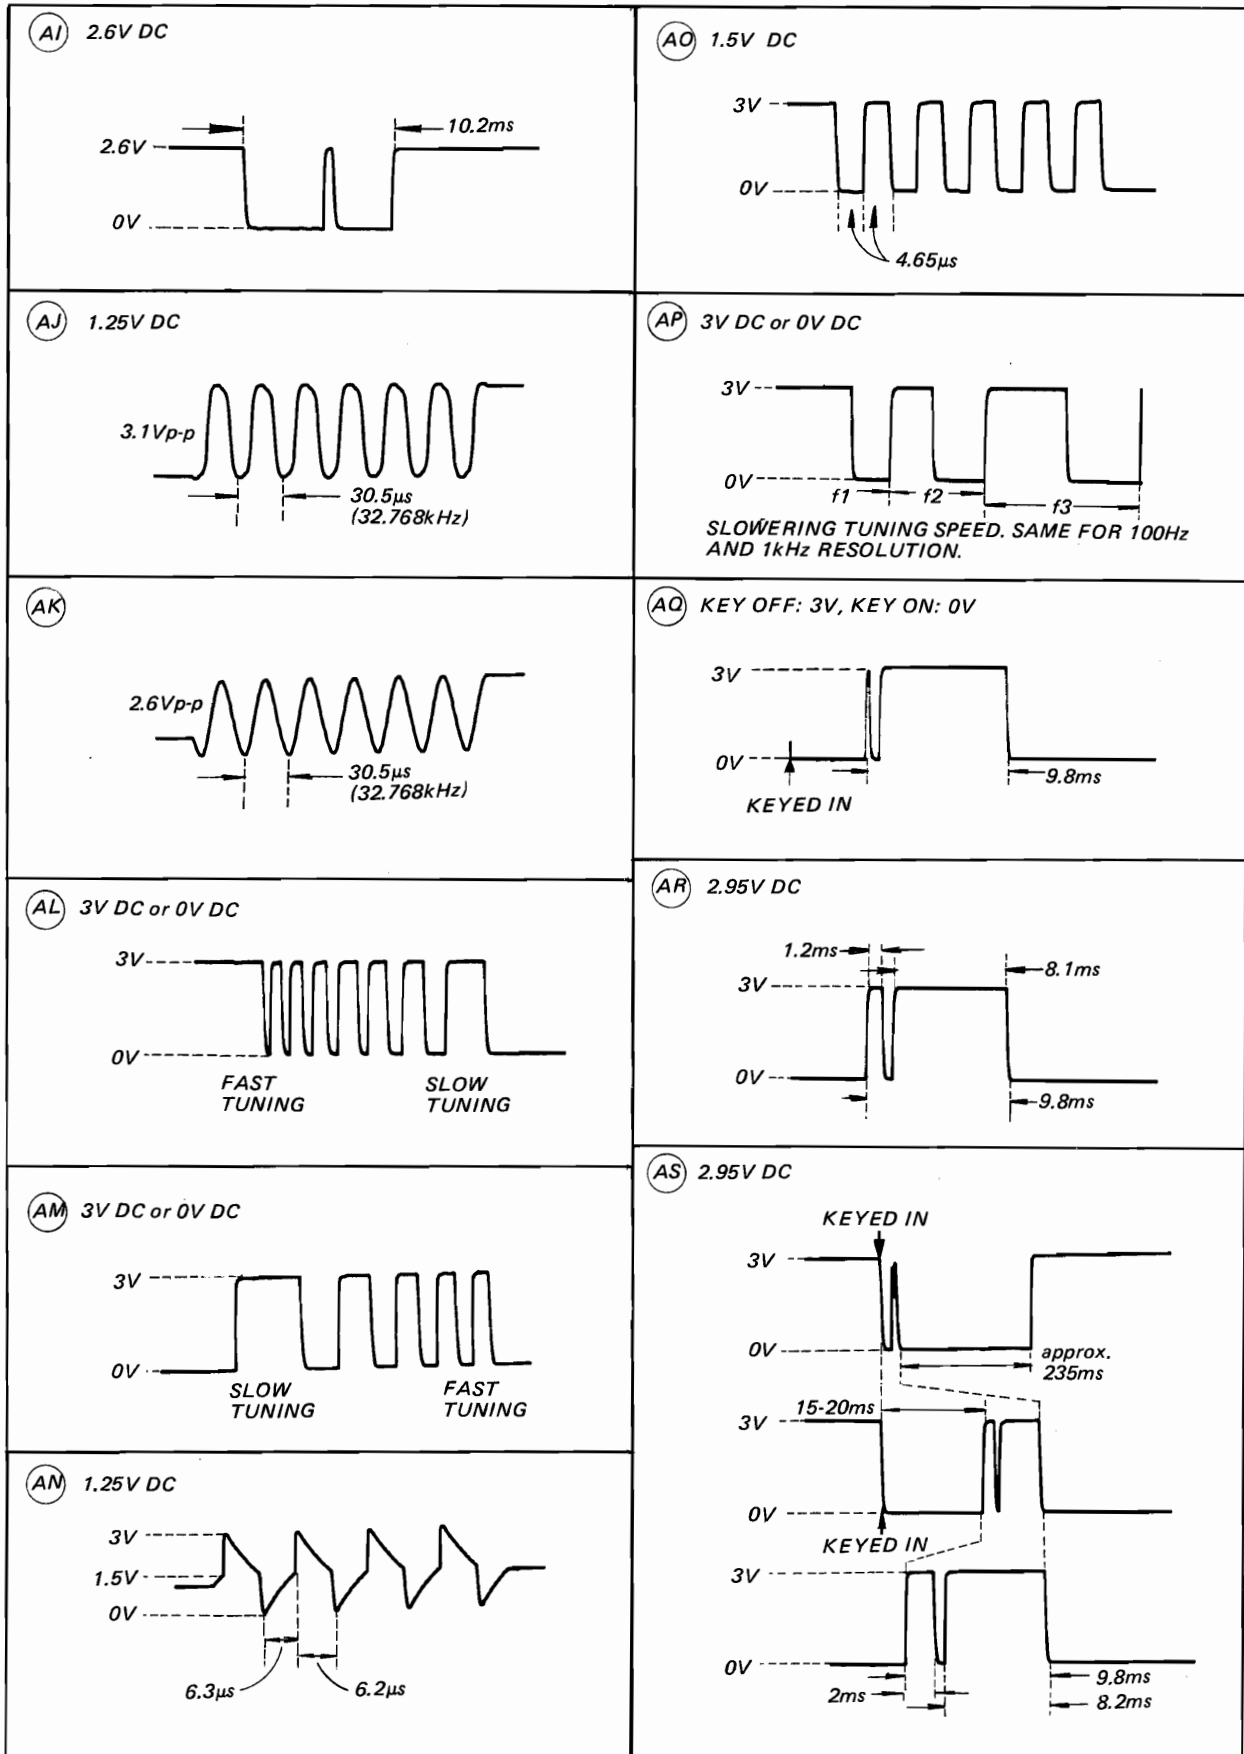 AI 2.6V DC
10.2ms
2.6V
0V
AJ 1.25V DC
3.1Vp-p
30.5µs
(32.768kHz)
AK
2.6Vp-p
30.5µs
(32.768kHz)
AL 3V DC or 0V DC
3V
0V
FAST
TUNING
SLOW
TUNING
AM 3V DC or 0V DC
3V
0V
SLOW
TUNING
FAST
TUNING
AN 1.25V DC
3V
1.5V
0V
6.3µs
6.2µs
AO 1.5V DC
3V
0V
4.65µs
AP 3V DC or 0V DC
3V
0V
f1
f2
f3
SLOWERING TUNING SPEED. SAME FOR 100Hz
AND 1kHz RESOLUTION.
AQ KEY OFF: 3V, KEY ON: 0V
3V
0V
9.8ms
KEYED IN
AR 2.95V DC
1.2ms
8.1ms
3V
0V
9.8ms
AS 2.95V DC
KEYED IN
3V
0V
approx.
235ms
15-20ms
3V
0V
KEYED IN
3V
0V
9.8ms
2ms
8.2ms